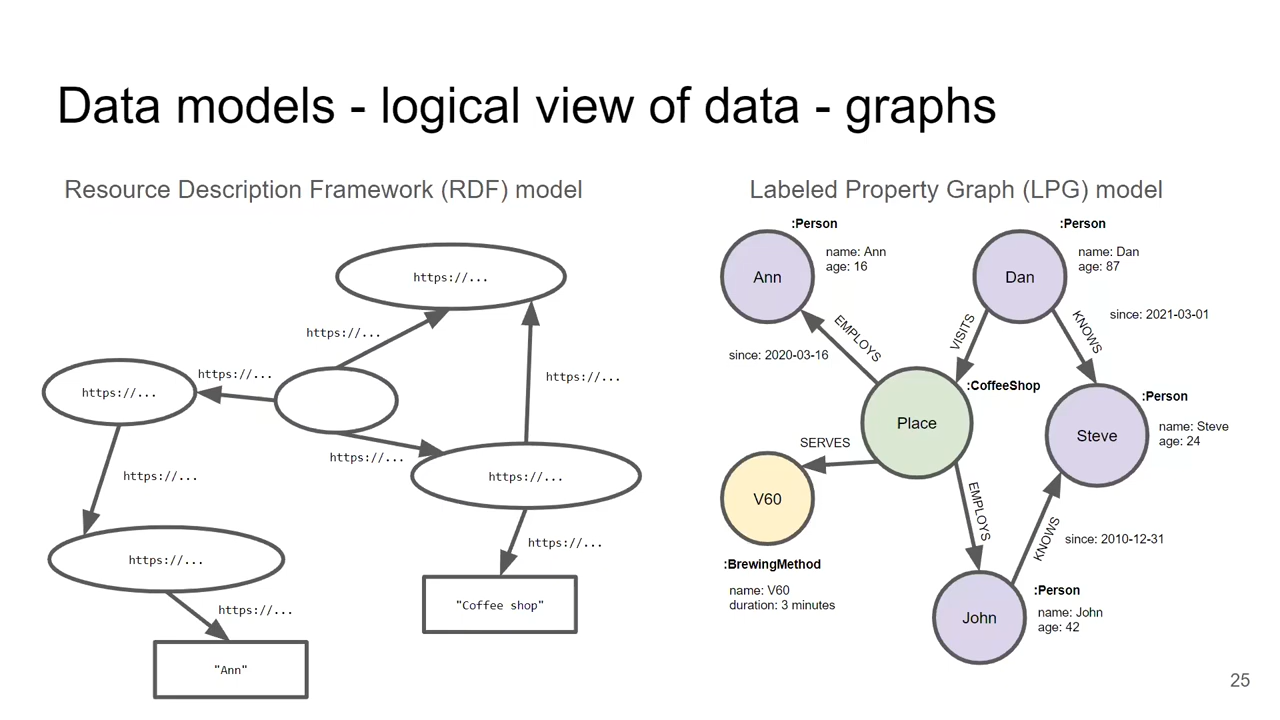 Data models - logical view of data - graphs
Resource Description Framework (RDF) model
https://...
https://...
https://...
https://...
https://...
https://...
https://...
https://...
https://...
https://...
https://...
"Coffee shop"
"Ann"
Labeled Property Graph (LPG) model
:Person
Ann
name: Ann
age: 16
:Person
Dan
name: Dan
age: 87
EMPLOYS
since: 2020-03-16
VISITS
KNOWS
since: 2021-03-01
:CoffeeShop
Place
:Person
Steve
name: Steve
age: 24
SERVES
V60
:BrewingMethod
name: V60
duration: 3 minutes
EMPLOYS
KNOWS
since: 2010-12-31
:Person
John
name: John
age: 42
25